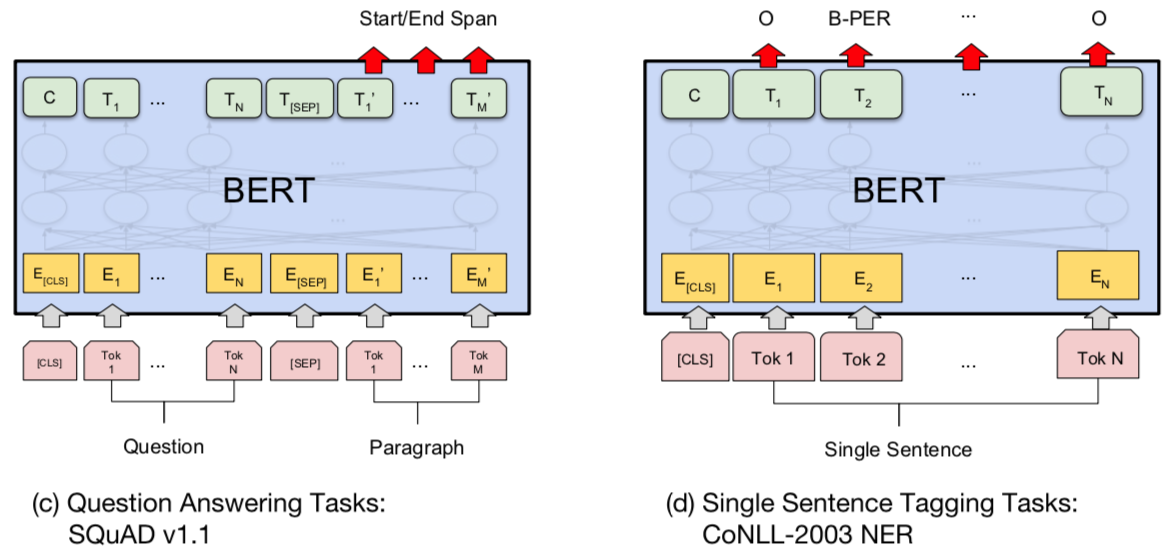 Start/End Span
C T1 ... TN T[SEP] T1’ ... TM’
BERT
E[CLS] E1 ... EN E[SEP] E1’ ... EM’
[CLS] Tok 1 ... Tok N [SEP] Tok 1 ... Tok M
Question Paragraph
(c) Question Answering Tasks:
SQuAD v1.1
O B-PER ... O
C T1 T2 ... TN
BERT
E[CLS] E1 E2 ... EN
[CLS] Tok 1 Tok 2 ... Tok N
Single Sentence
(d) Single Sentence Tagging Tasks:
CoNLL-2003 NER